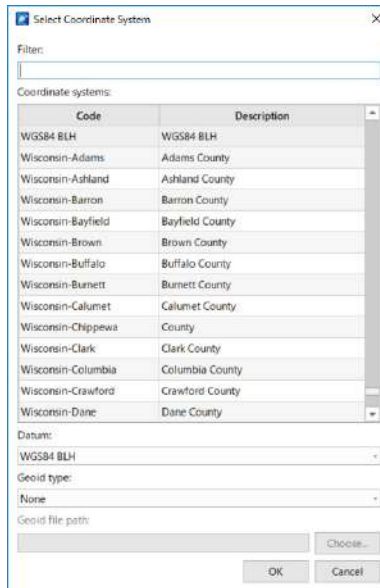 Select Coordinate System
Filter:
Coordinate systems:
Code Description
WGS84 BLH WGS84 BLH
Wisconsin-Adams Adams County
Wisconsin-Ashland Ashland County
Wisconsin-Barron Barron County
Wisconsin-Bayfield Bayfield County
Wisconsin-Brown Brown County
Wisconsin-Buffalo Buffalo County
Wisconsin-Burnett Burnett County
Wisconsin-Calumet Calumet County
Wisconsin-Chippewa County
Wisconsin-Clark Clark County
Wisconsin-Columbia Columbia County
Wisconsin-Crawford Crawford County
Wisconsin-Dane Dane County
Datum:
WGS84 BLH
Geoid type:
None
Geoid file path:
Choose...
OK Cancel